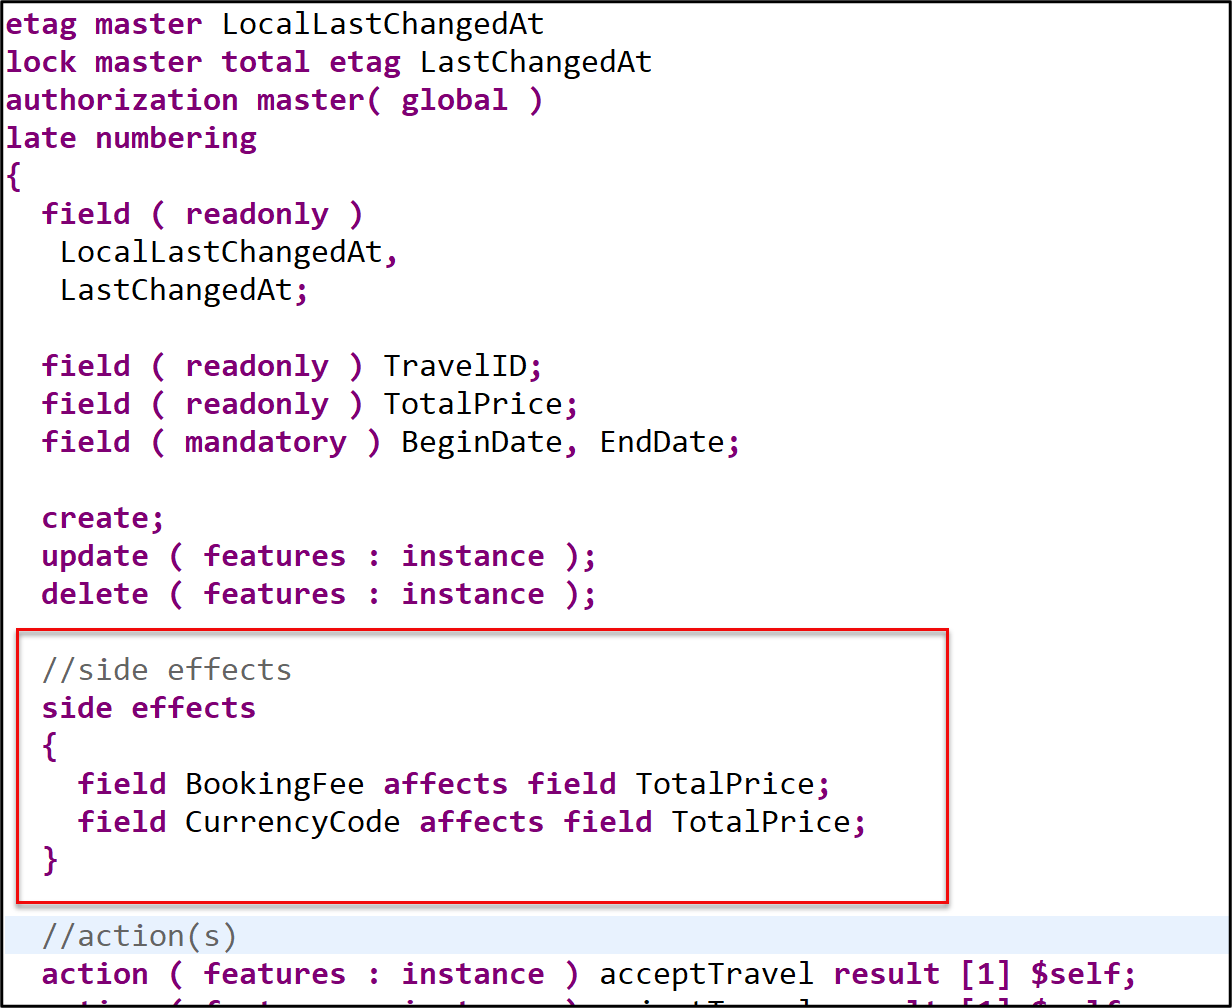 etag master LocalLastChangedAt
lock master total etag LastChangedAt
authorization master( global )
late numbering
{
field ( readonly )
LocalLastChangedAt,
LastChangedAt;
field ( readonly ) TravelID;
field ( readonly ) TotalPrice;
field ( mandatory ) BeginDate, EndDate;
create;
update ( features : instance );
delete ( features : instance );
//side effects
side effects
{
field BookingFee affects field TotalPrice;
field CurrencyCode affects field TotalPrice;
}
//action(s)
action ( features : instance ) acceptTravel result [1] $self;